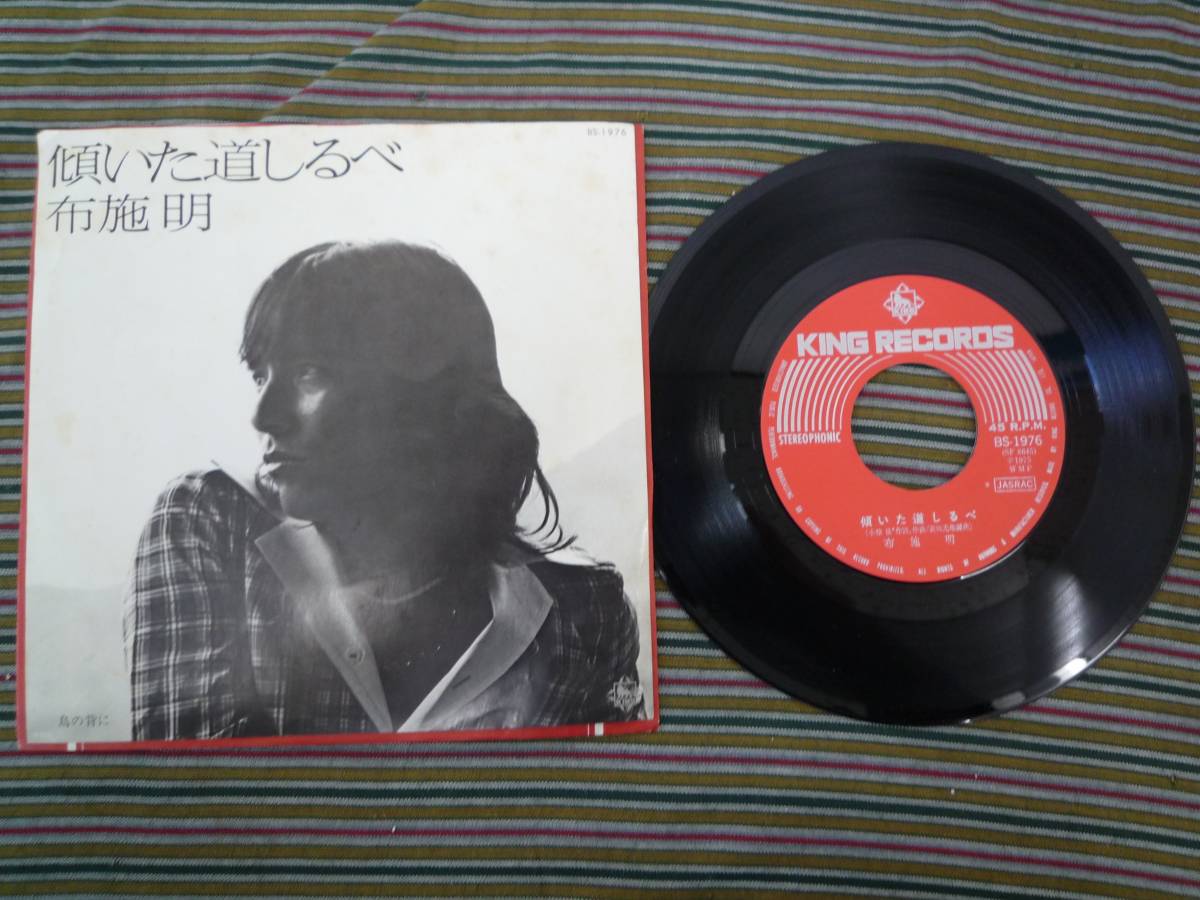 BS-1976
傾いた道しるべ
布施 明
鳥の背に
KING RECORDS
STEREOPHONIC
45 R.P.M.
BS-1976
℗1975
JASRAC
傾いた道しるべ
布施 明